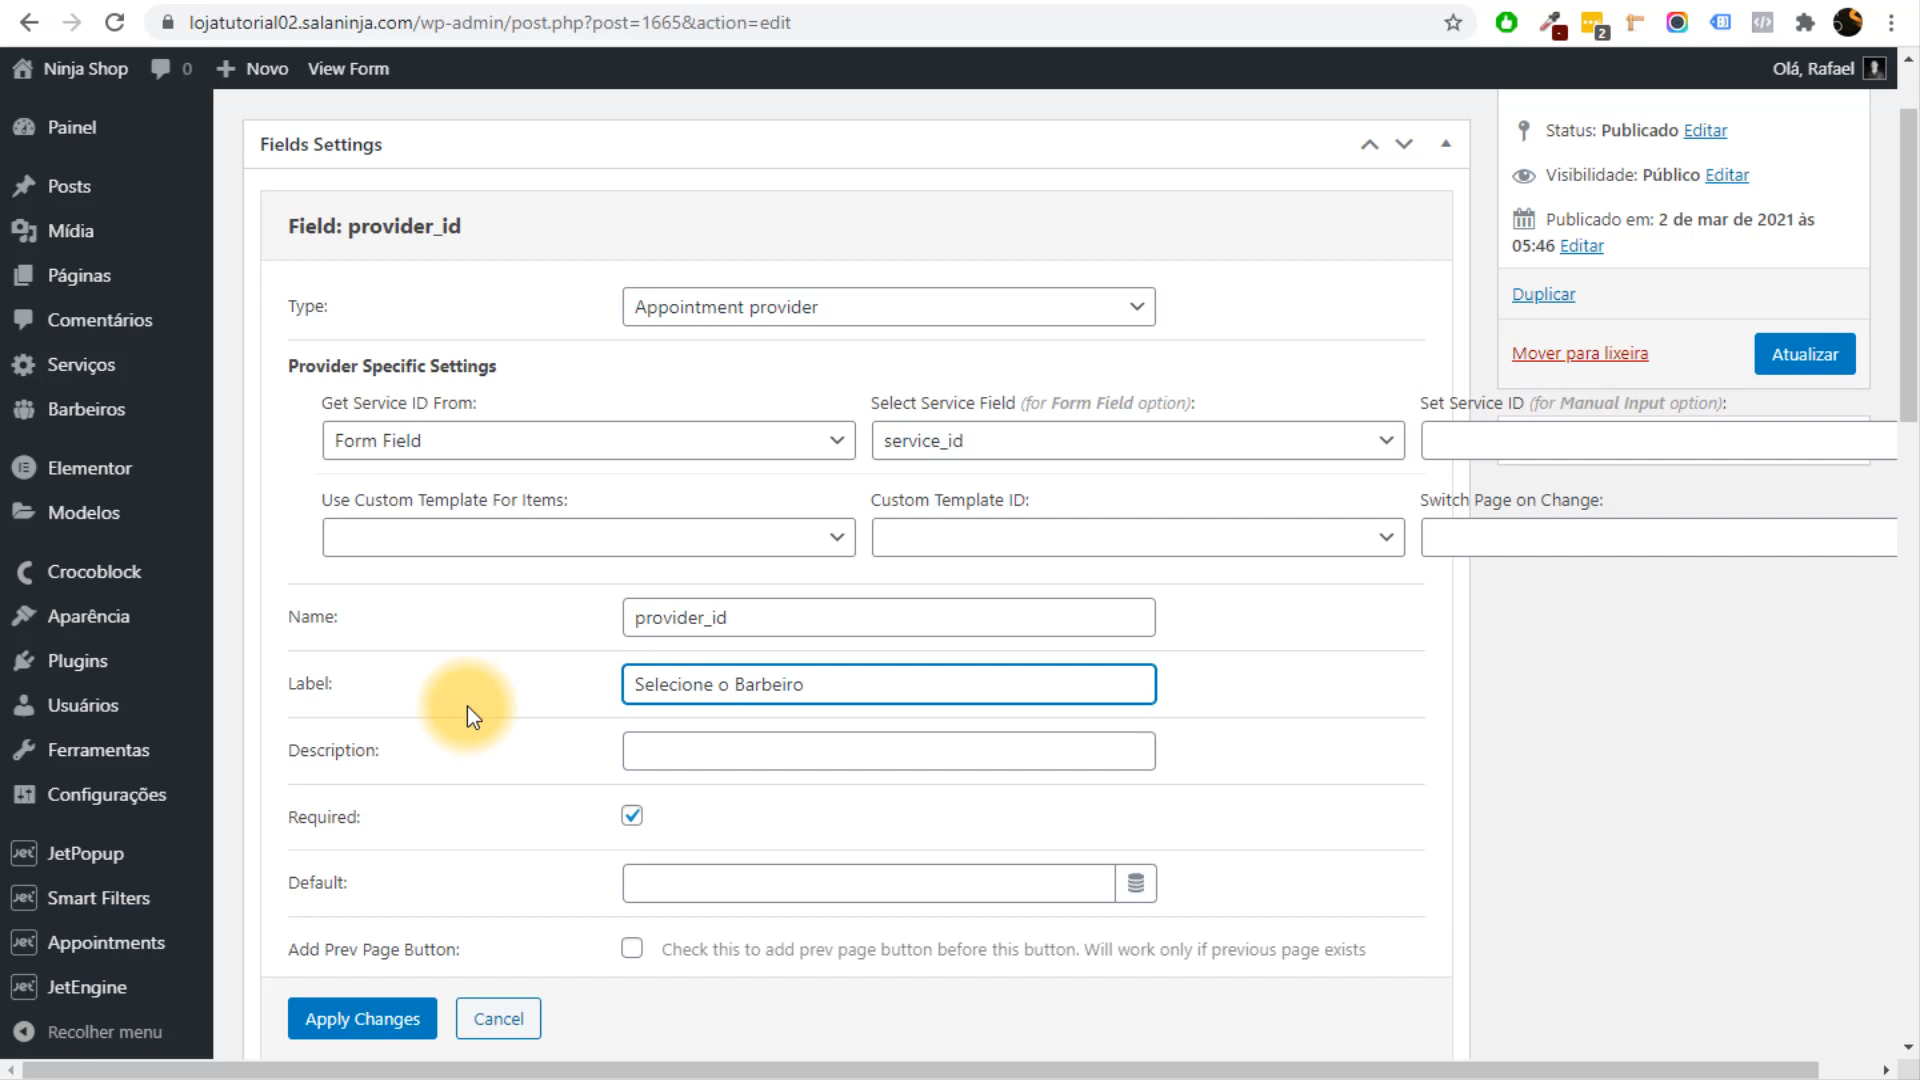 lojatutorial02.salaninja.com/wp-admin/post.php?post=1665&action=edit
2
Ninja Shop
0
Novo
View Form
Olá, Rafael
Painel
Posts
Mídia
Páginas
Comentários
Serviços
Barbeiros
Elementor
Modelos
Crocoblock
Aparência
Plugins
Usuários
Ferramentas
Configurações
JetPopup
Smart Filters
Appointments
JetEngine
Recolher menu
Fields Settings
Field: provider_id
Type:
Appointment provider
Provider Specific Settings
Get Service ID From:
Select Service Field (for Form Field option):
Set Service ID (for Manual Input option):
Form Field
service_id
Use Custom Template For Items:
Custom Template ID:
Switch Page on Change:
Name:
provider_id
Label:
Selecione o Barbeiro
Description:
Required:
Default:
Add Prev Page Button:
Check this to add prev page button before this button. Will work only if previous page exists
Apply Changes
Cancel
Status: Publicado Editar
Visibilidade: Público Editar
Publicado em: 2 de mar de 2021 às
05:46 Editar
Duplicar
Mover para lixeira
Atualizar